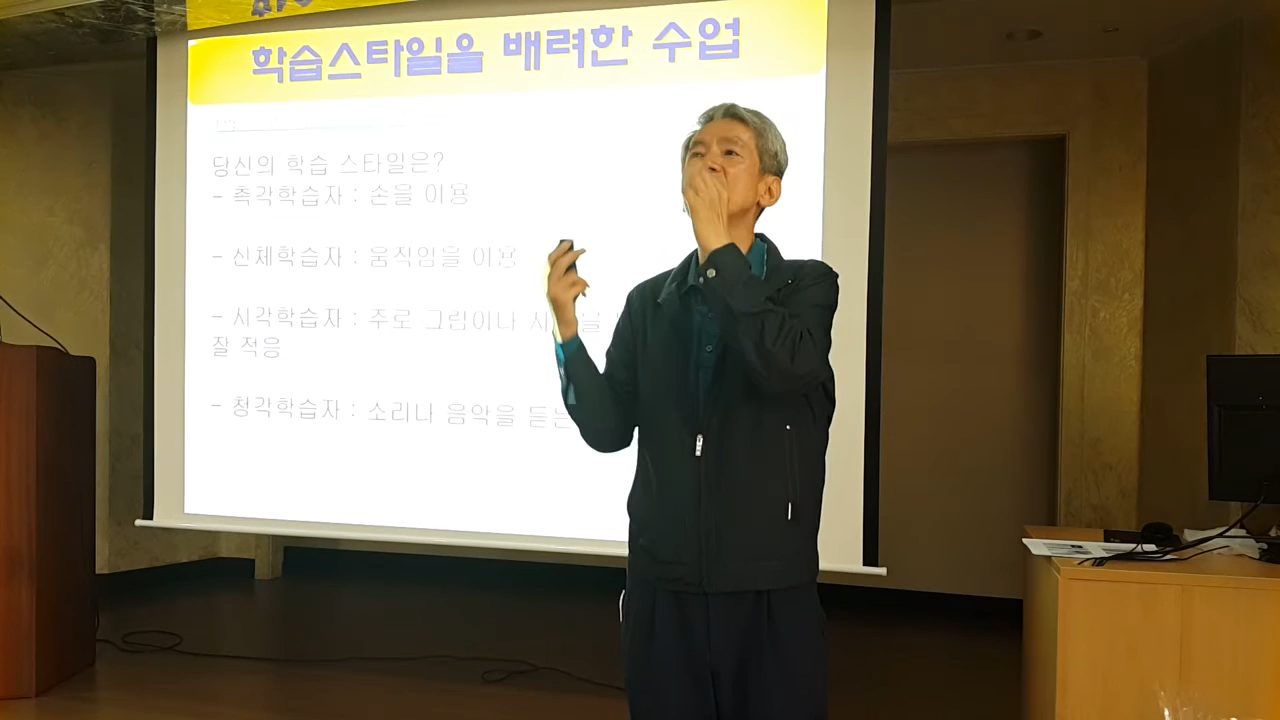 학습스타일을 배려한 수업
당신의 학습 스타일은?
- 촉각학습자 : 손을 이용
- 신체학습자 : 움직임을 이용
- 시각학습자 : 주로 그림이나
잘 적응
- 청각학습자 : 소리니 음악을 듣는